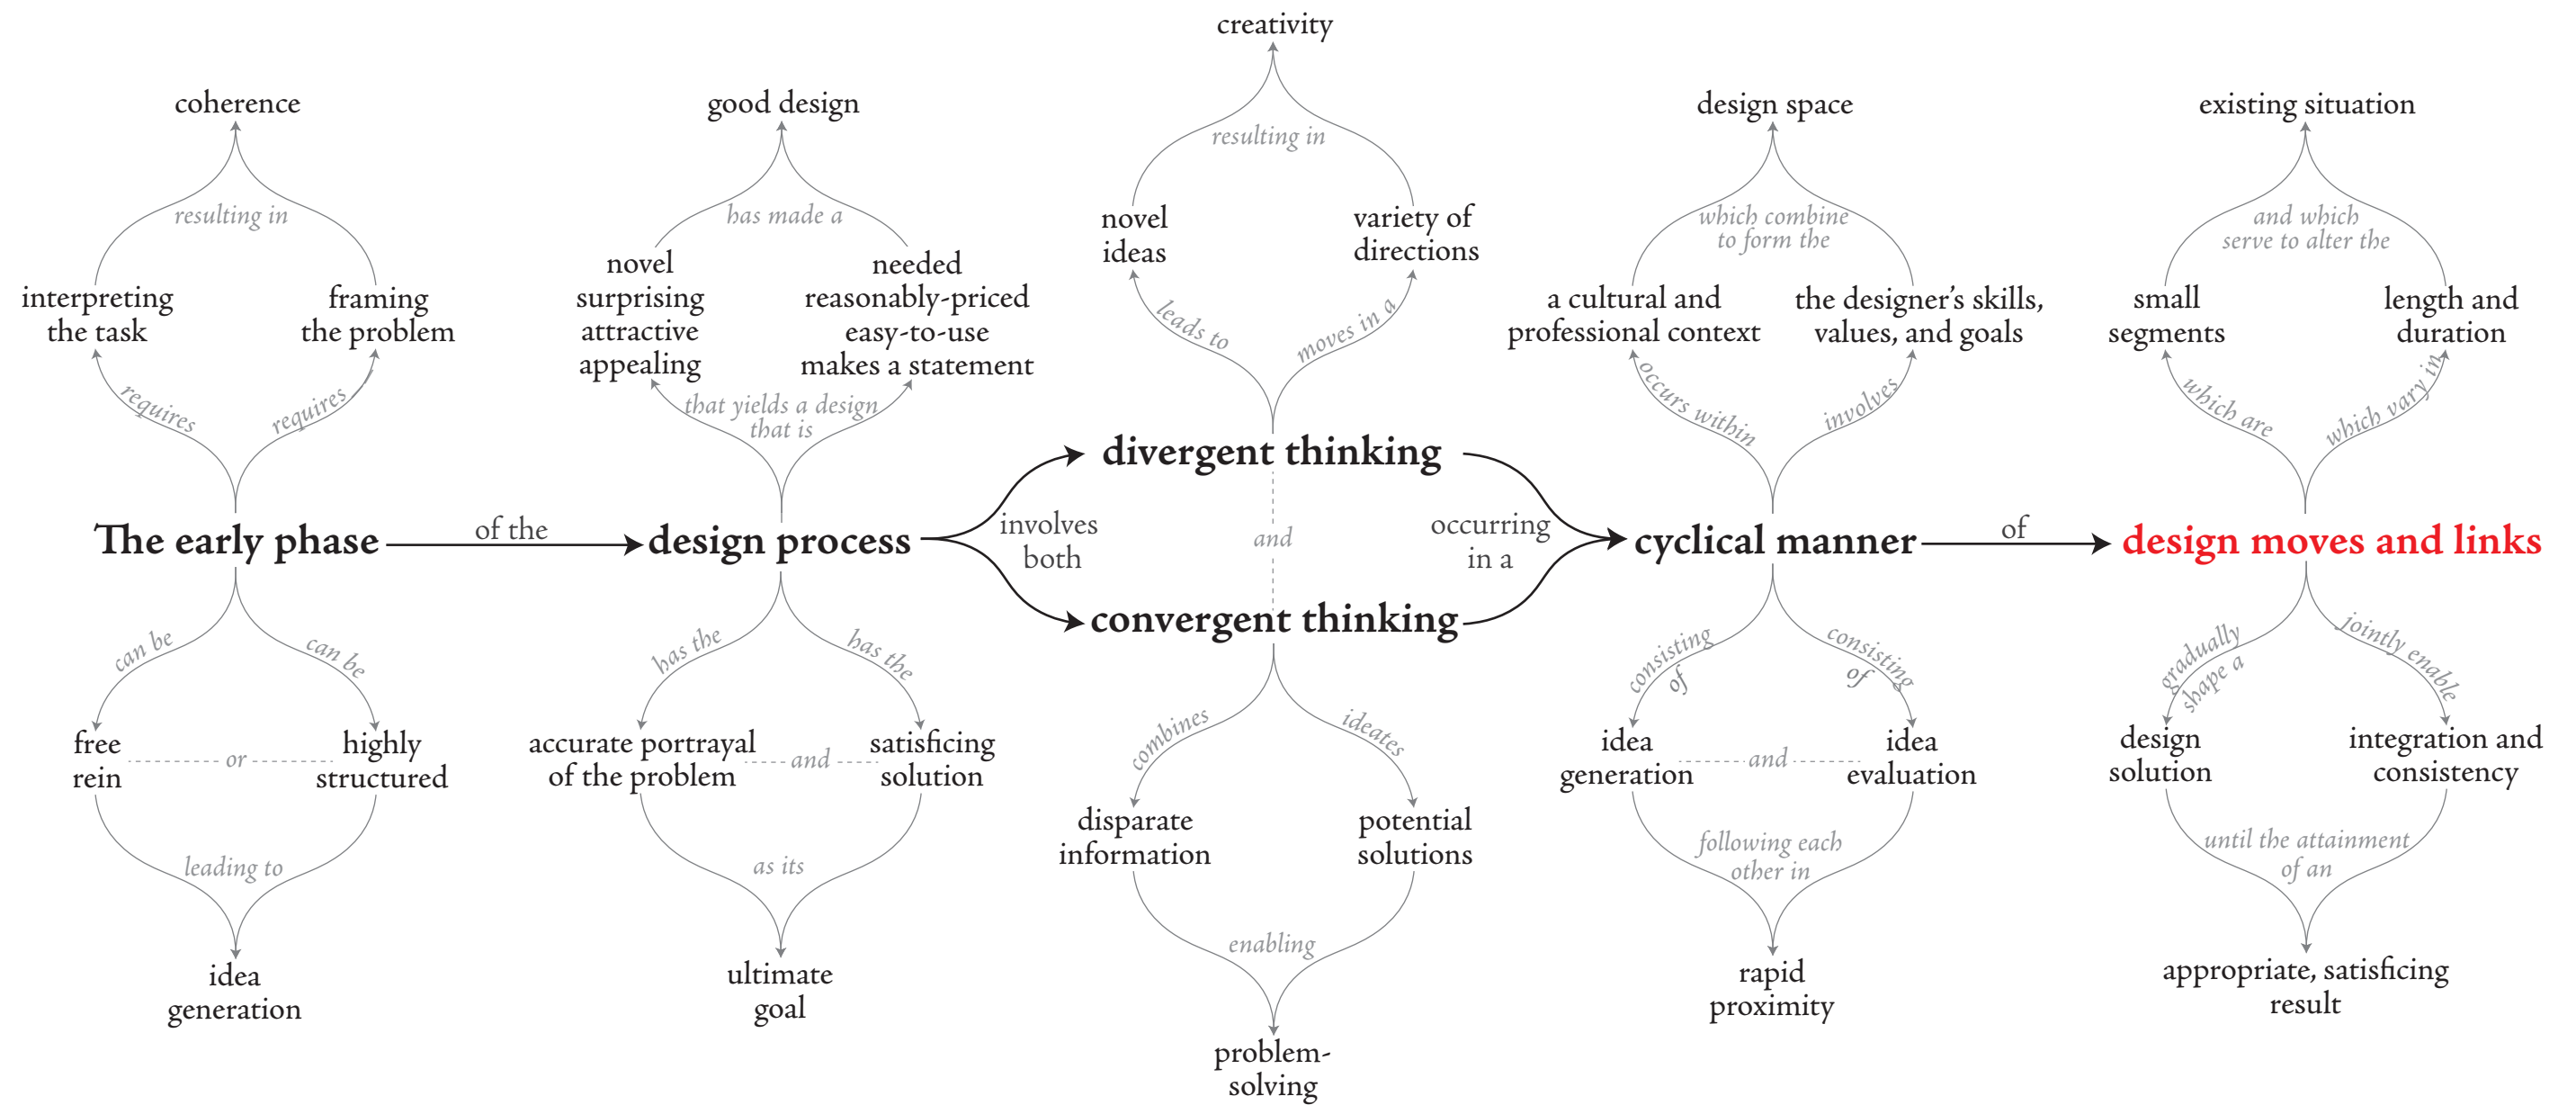 creativity
resulting in
novel
ideas
variety of
directions
leads to
moves in a
coherence
resulting in
interpreting
the task
framing
the problem
requires
requires
good design
has made a
novel
surprising
attractive
appealing
needed
reasonably-priced
easy-to-use
makes a statement
that yields a design
that is
design space
which combine
to form the
a cultural and
professional context
the designer's skills,
values, and goals
occurs within
involves
existing situation
and which
serve to alter the
small
segments
length and
duration
which are
which vary in
The early phase
of the
design process
involves
both
divergent thinking
and
convergent thinking
occurring
in a
cyclical manner
of
design moves and links
can be
can be
free
rein
or
highly
structured
leading to
idea
generation
has the
has the
accurate portrayal
of the problem
and
satisficing
solution
as its
ultimate
goal
combines
ideates
disparate
information
potential
solutions
enabling
problem-
solving
consisting
of
consisting
of
idea
generation
and
idea
evaluation
following each
other in
rapid
proximity
gradually
shape a
jointly enable
design
solution
integration and
consistency
until the attainment
of an
appropriate, satisficing
result